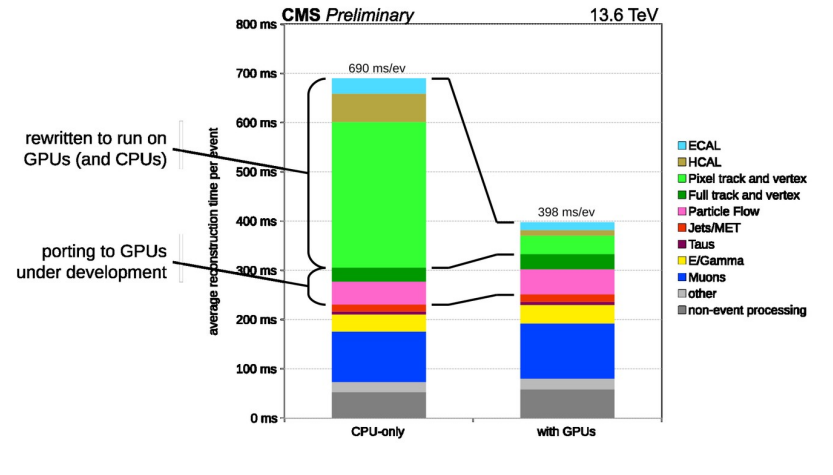 CMS Preliminary
13.6 TeV
800 ms
700 ms
600 ms
500 ms
400 ms
300 ms
200 ms
100 ms
0 ms
average reconstruction time per event
rewritten to run on
GPUs (and CPUs)
porting to GPUs
under development
690 ms/ev
398 ms/ev
CPU-only
with GPUs
ECAL
HCAL
Pixel track and vertex
Full track and vertex
Particle Flow
Jets/MET
Taus
E/Gamma
Muons
other
non-event processing